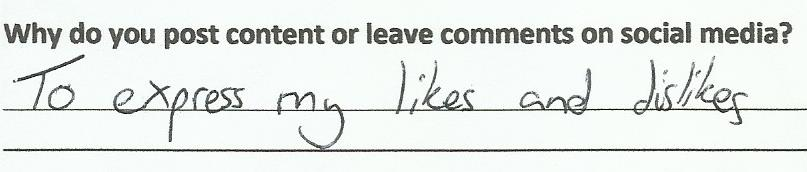 Why do you post content or leave comments on social media?
To express my likes and dislikes